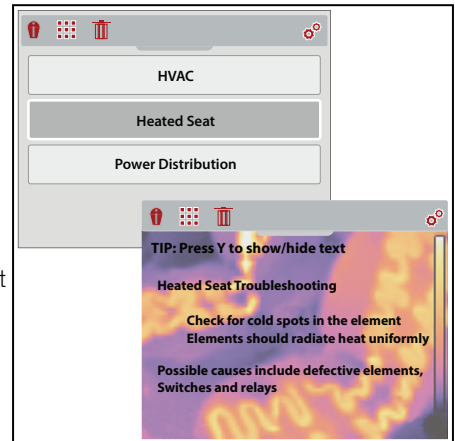 HVAC
Heated Seat
Power Distribution
t
TIP: Press Y to show/hide text
Heated Seat Troubleshooting
Check for cold spots in the element
Elements should radiate heat uniformly
Possible causes include defective elements,
Switches and relays